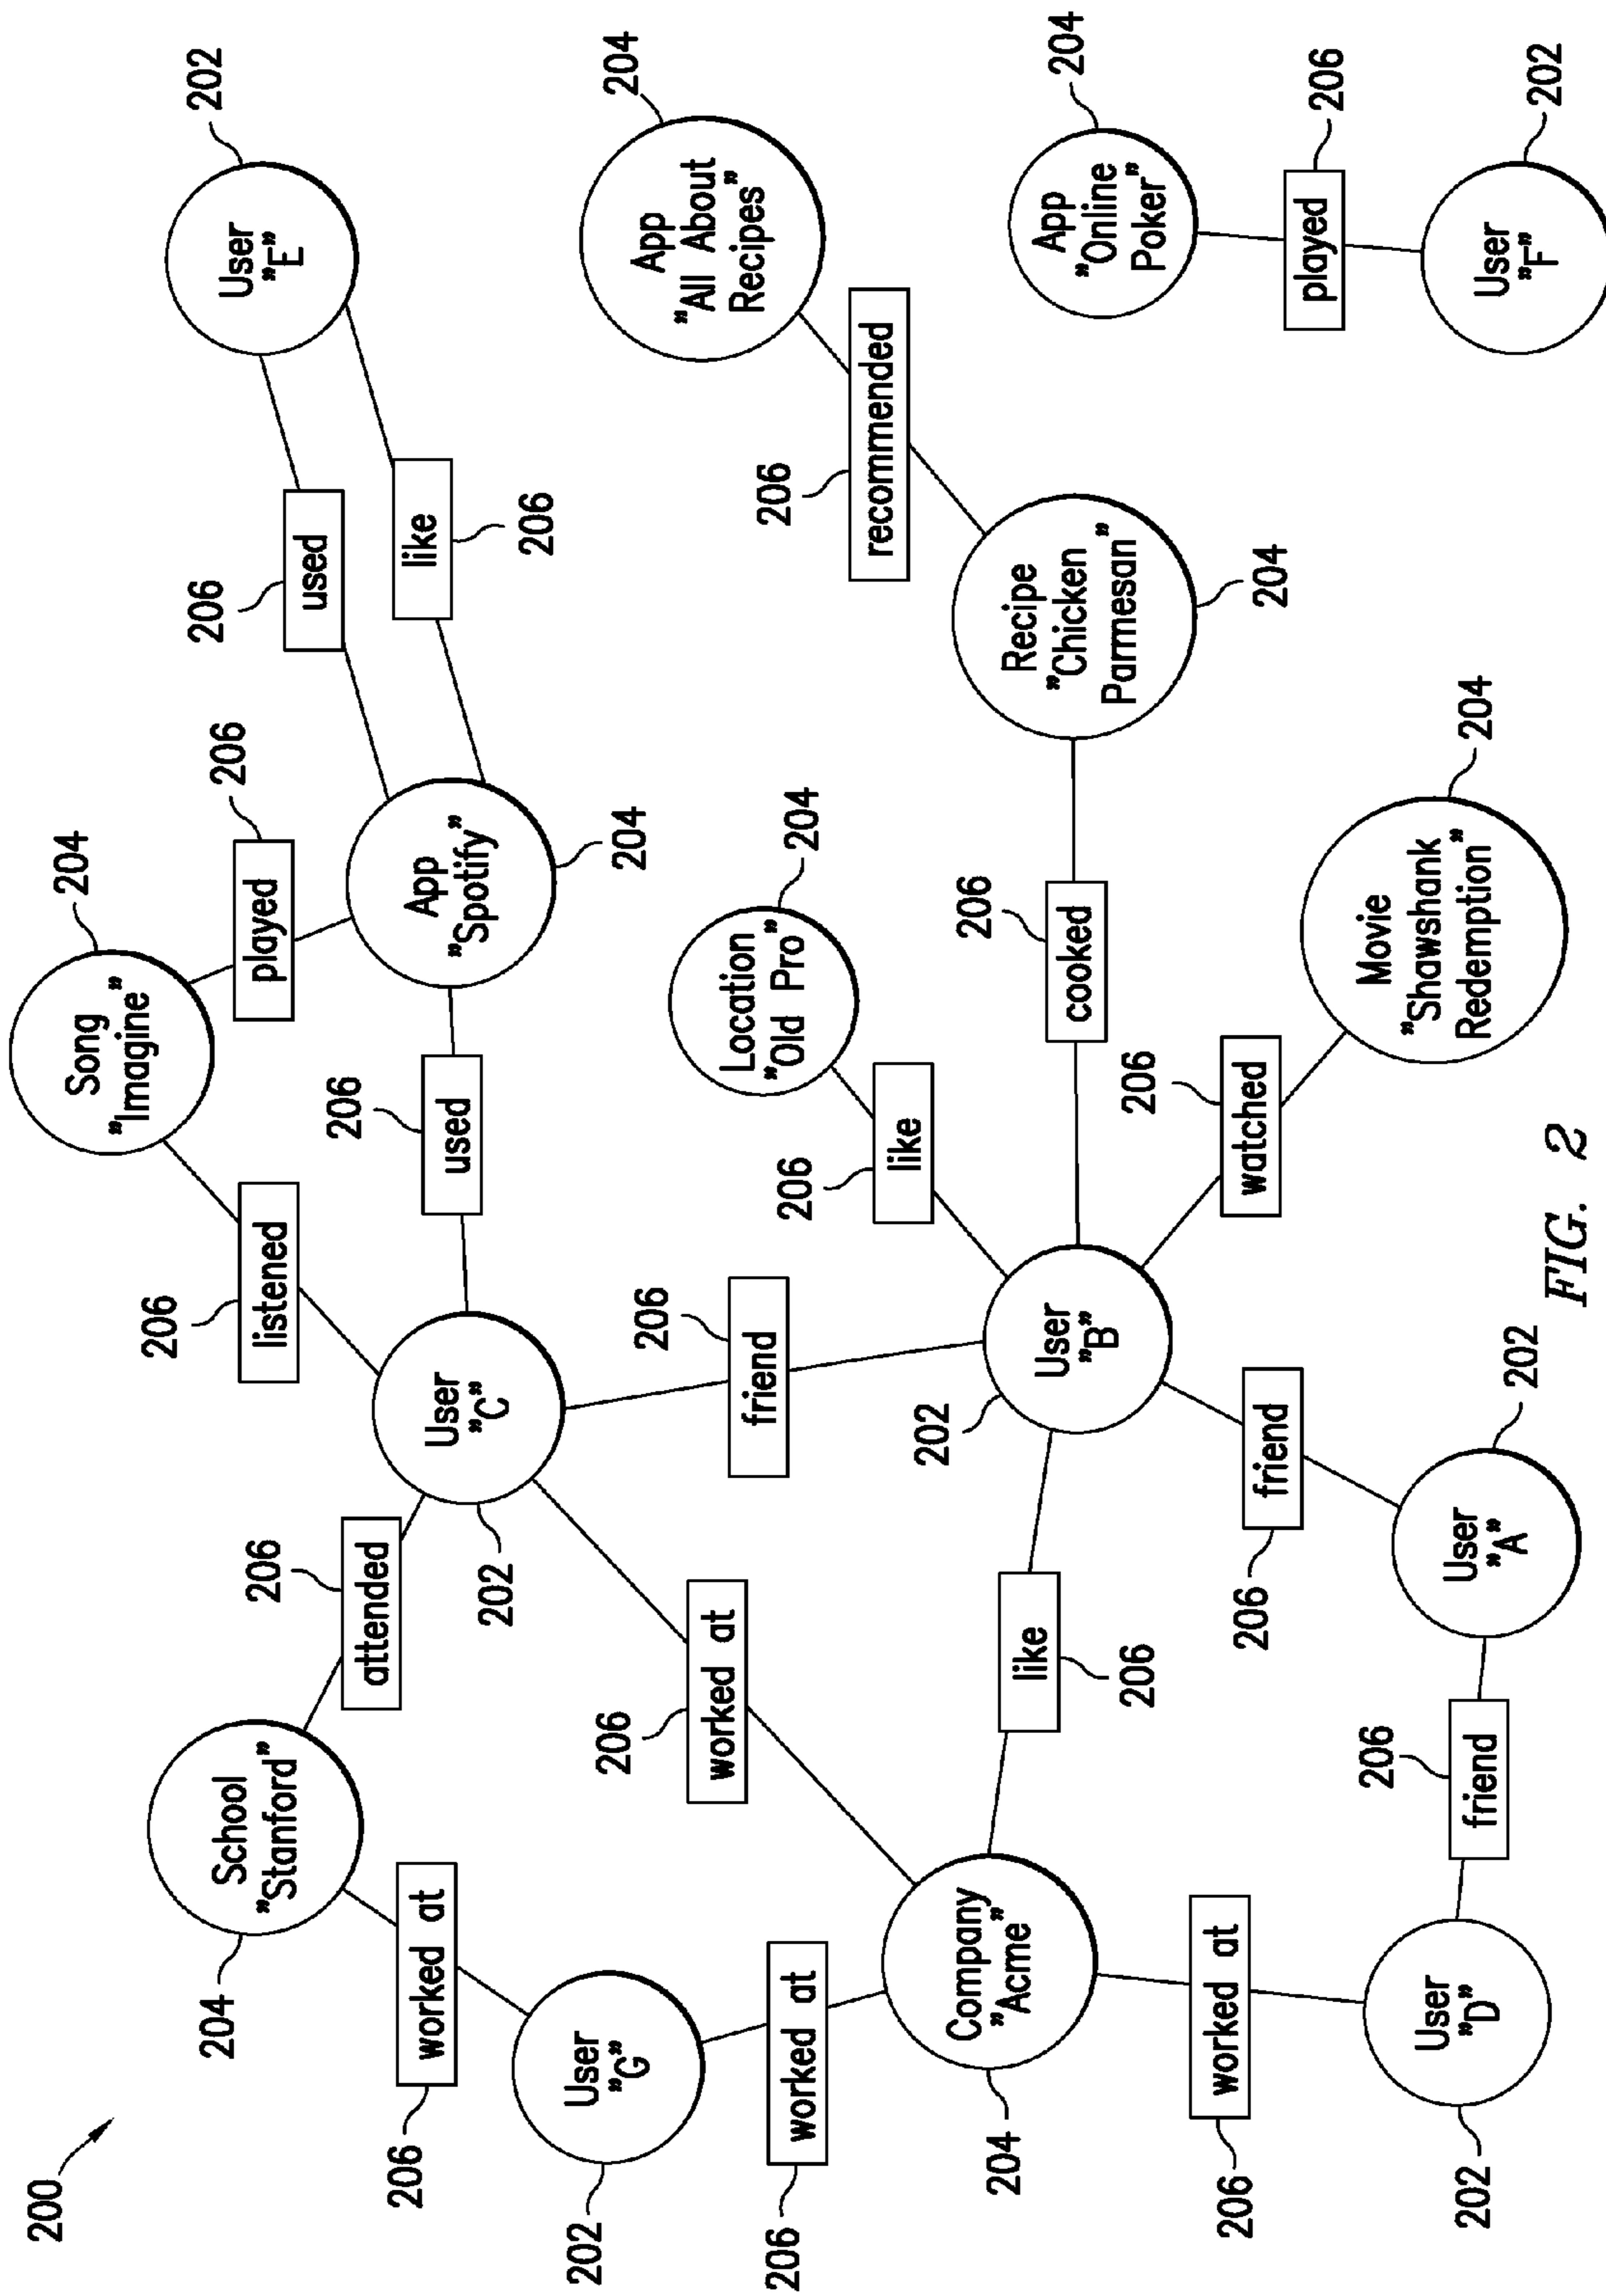 200
204
School
”Stanford”
206
attended
206
listened
204
Song
”Imagine”
206
played
206
used
202
User
”E”
206
worked at
202
User
”C”
206
used
App
”Spotify”
204
like
206
202
User
”G”
206
worked at
206
friend
204
Location
”Old Pro”
204
App
”All About
Recipes”
206
worked at
206
like
206
recommended
204
Company
”Acme”
like
206
202
User
”B”
206
cooked
Recipe
”Chicken
Parmesan”
204
204
App
”Online
Poker”
206
worked at
206
friend
206
watched
played
206
202
User
”D”
206
friend
User
”A”
202
204
Movie
”Shawshank
Redemption”
User
”F”
202
FIG. 2